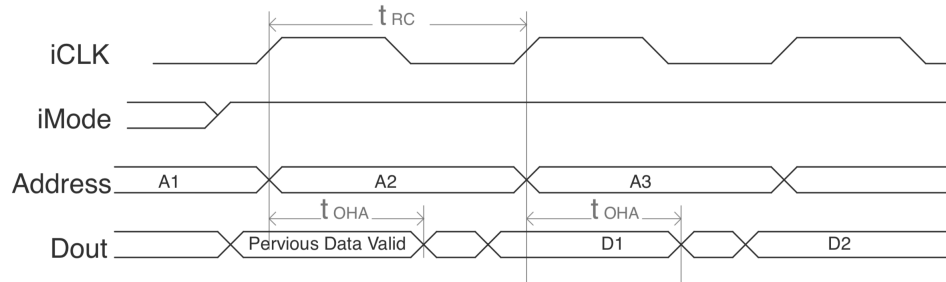 t RC
iCLK
iMode
Address A1 A2 A3
t OHA t OHA
Dout Pervious Data Valid D1 D2